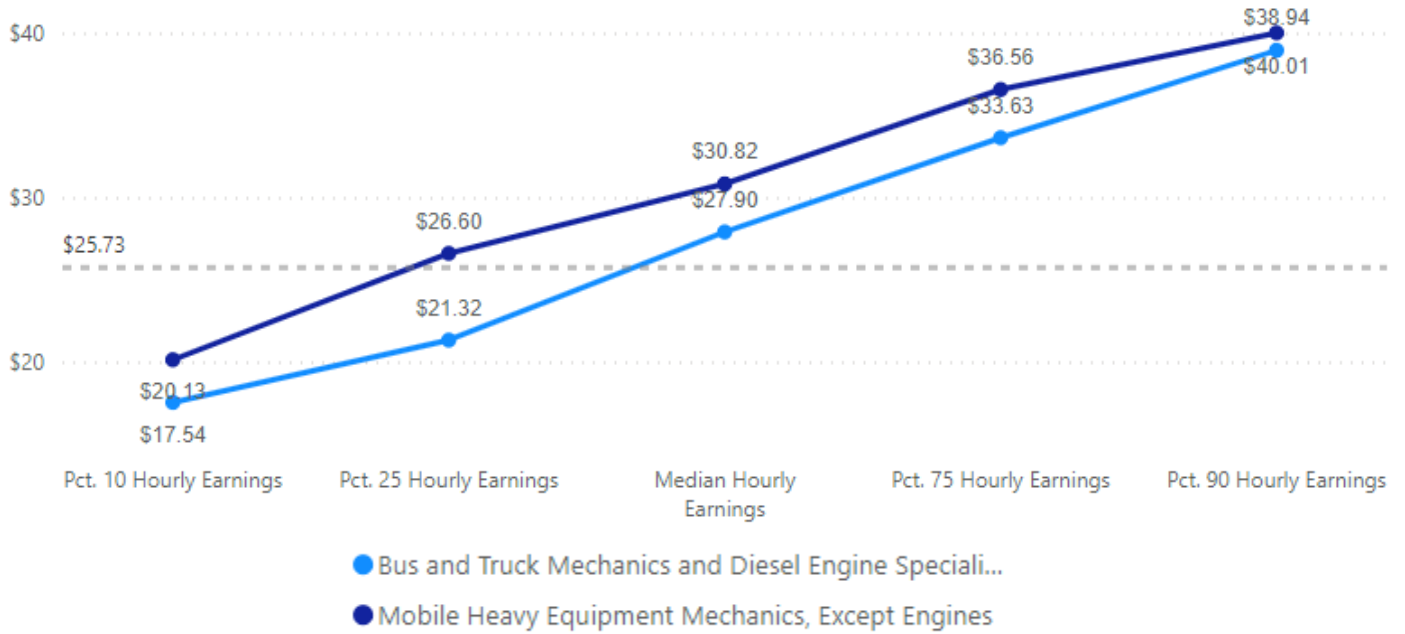 $40
$30
$20
$25.73
$20.13
$17.54
$26.60
$21.32
$30.82
$27.90
$36.56
$33.63
$38.94
$40.01
Pct. 10 Hourly Earnings
Pct. 25 Hourly Earnings
Median Hourly
Earnings
Pct. 75 Hourly Earnings
Pct. 90 Hourly Earnings
Bus and Truck Mechanics and Diesel Engine Speciali...
Mobile Heavy Equipment Mechanics, Except Engines